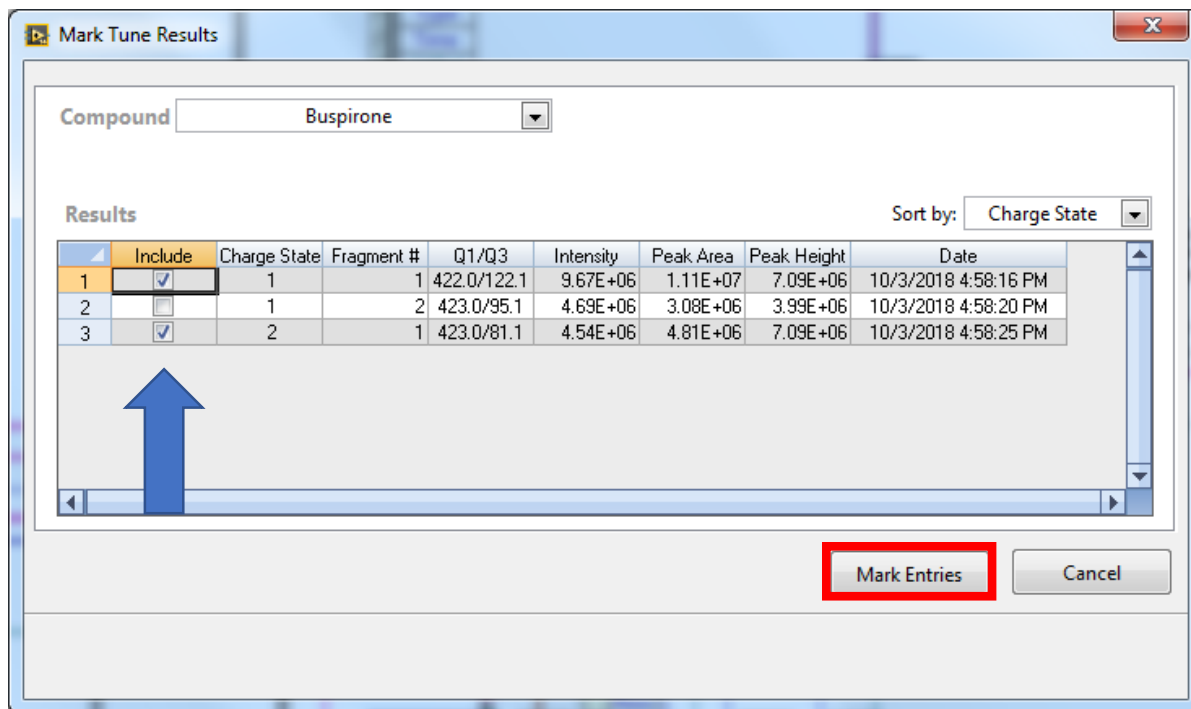 Mark Tune Results
X
Compound Buspirone
Results Sort by: Charge State
Include Charge State Fragment # Q1/Q3 Intensity Peak Area Peak Height Date
1 1 1 422.0/122.1 9.67E+06 1.11E+07 7.09E+06 10/3/2018 4:58:16 PM
2 1 2 423.0/95.1 4.69E+06 3.08E+06 3.99E+06 10/3/2018 4:58:20 PM
3 2 1 423.0/81.1 4.54E+06 4.81E+06 7.09E+06 10/3/2018 4:58:25 PM
Mark Entries Cancel